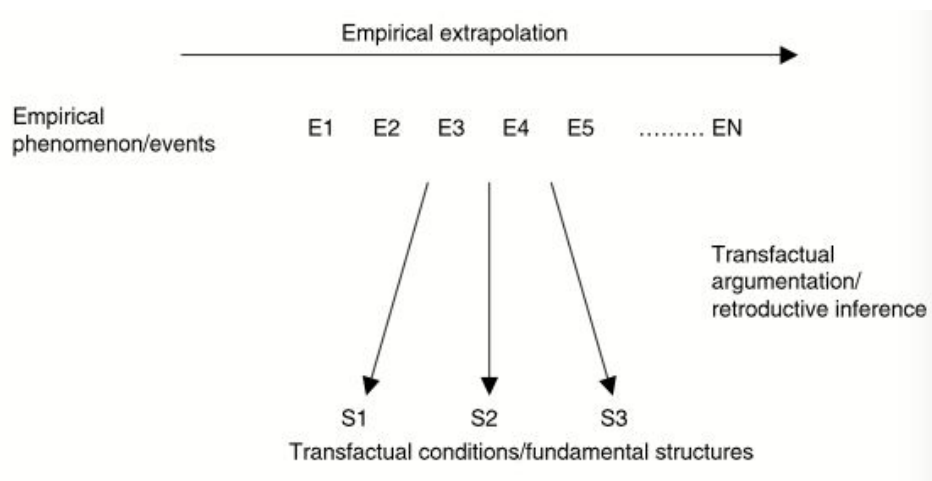 Empirical extrapolation
Empirical
phenomenon/events
E1 E2 E3 E4 E5 ......... EN
Transfactual
argumentation/
retroductive inference
S1 S2 S3
Transfactual conditions/fundamental structures